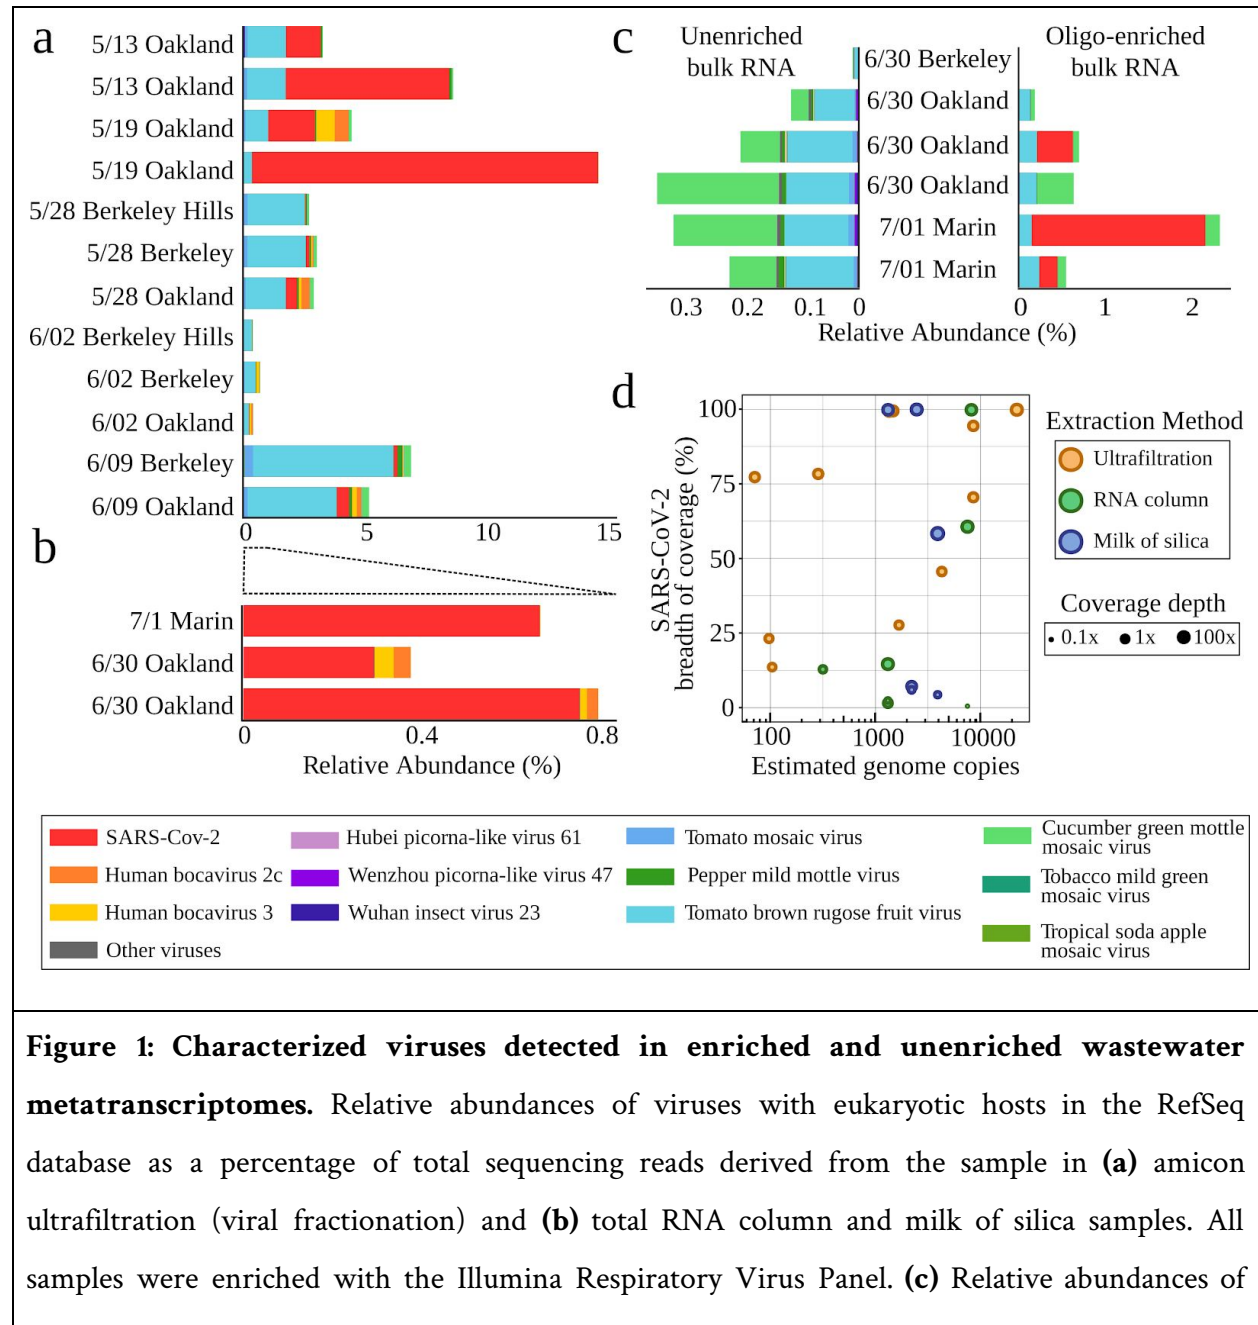 a
5/13 Oakland
5/13 Oakland
5/19 Oakland
5/19 Oakland
5/28 Berkeley Hills
5/28 Berkeley
5/28 Oakland
6/02 Berkeley Hills
6/02 Berkeley
6/02 Oakland
6/09 Berkeley
6/09 Oakland
0 5 10 15
b
7/1 Marin
6/30 Oakland
6/30 Oakland
0 0.4 0.8
Relative Abundance (%)
c
Unenriched
bulk RNA
Oligo-enriched
bulk RNA
6/30 Berkeley
6/30 Oakland
6/30 Oakland
6/30 Oakland
7/01 Marin
7/01 Marin
0.3 0.2 0.1 0 0 1 2
Relative Abundance (%)
d
SARS-CoV-2
breadth of coverage (%)
100
75
50
25
0
100 1000 10000
Estimated genome copies
Extraction Method
Ultrafiltration
RNA column
Milk of silica
Coverage depth
0.1x 1x 100x
SARS-Cov-2
Human bocavirus 2c
Human bocavirus 3
Other viruses
Hubei picorna-like virus 61
Wenzhou picorna-like virus 47
Wuhan insect virus 23
Tomato mosaic virus
Pepper mild mottle virus
Tomato brown rugose fruit virus
Cucumber green mottle
mosaic virus
Tobacco mild green
mosaic virus
Tropical soda apple
mosaic virus
Figure 1: Characterized viruses detected in enriched and unenriched wastewater
metatranscriptomes. Relative abundances of viruses with eukaryotic hosts in the RefSeq
database as a percentage of total sequencing reads derived from the sample in (a) amicon
ultrafiltration (viral fractionation) and (b) total RNA column and milk of silica samples. All
samples were enriched with the Illumina Respiratory Virus Panel. (c) Relative abundances of